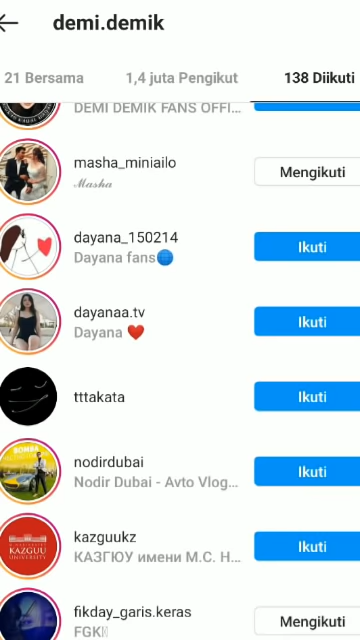 demi.demik
21 Bersama
1,4 juta Pengikut
138 Diikuti
DEMI DEMIK FANS OFFI...
masha_miniailo
Masha
Mengikuti
dayana_150214
Dayana fans🌐
Ikuti
dayanaa.tv
Dayana ❤️
Ikuti
tttakata
Ikuti
BOMBA
nodirdubai
Nodir Dubai - Avto Vlog...
Ikuti
KAZGUU
UNIVERSITY
kazguukz
КАЗГЮУ имени М.С. Н...
Ikuti
fikday_garis.keras
FGK
Mengikuti